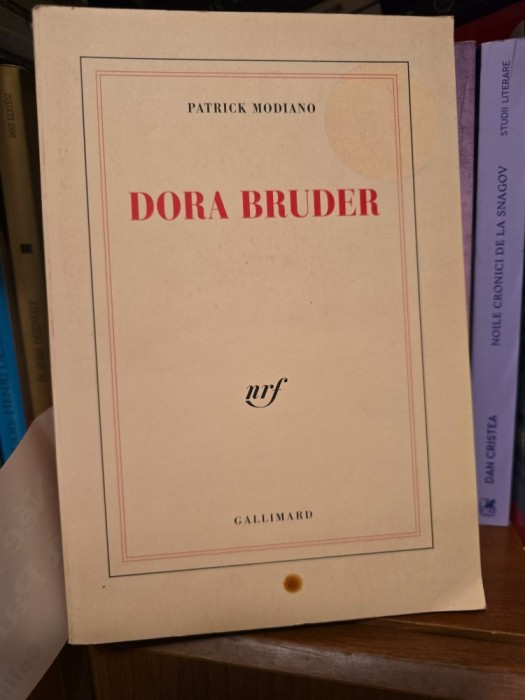 PATRICK MODIANO
DORA BRUDER
nrf
GALLIMARD
STUDII LITERARE
NOILE CRONICI DE LA SNAGOV
DAN CRISTEA